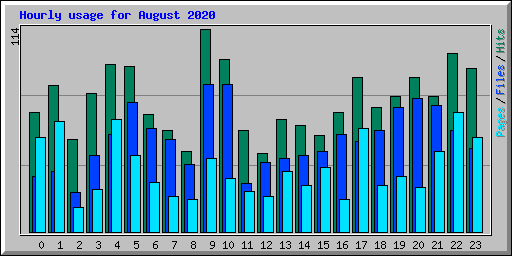 Hourly usage for August 2020
114
Pages / Files / Hits
0 1 2 3 4 5 6 7 8 9 10 11 12 13 14 15 16 17 18 19 20 21 22 23